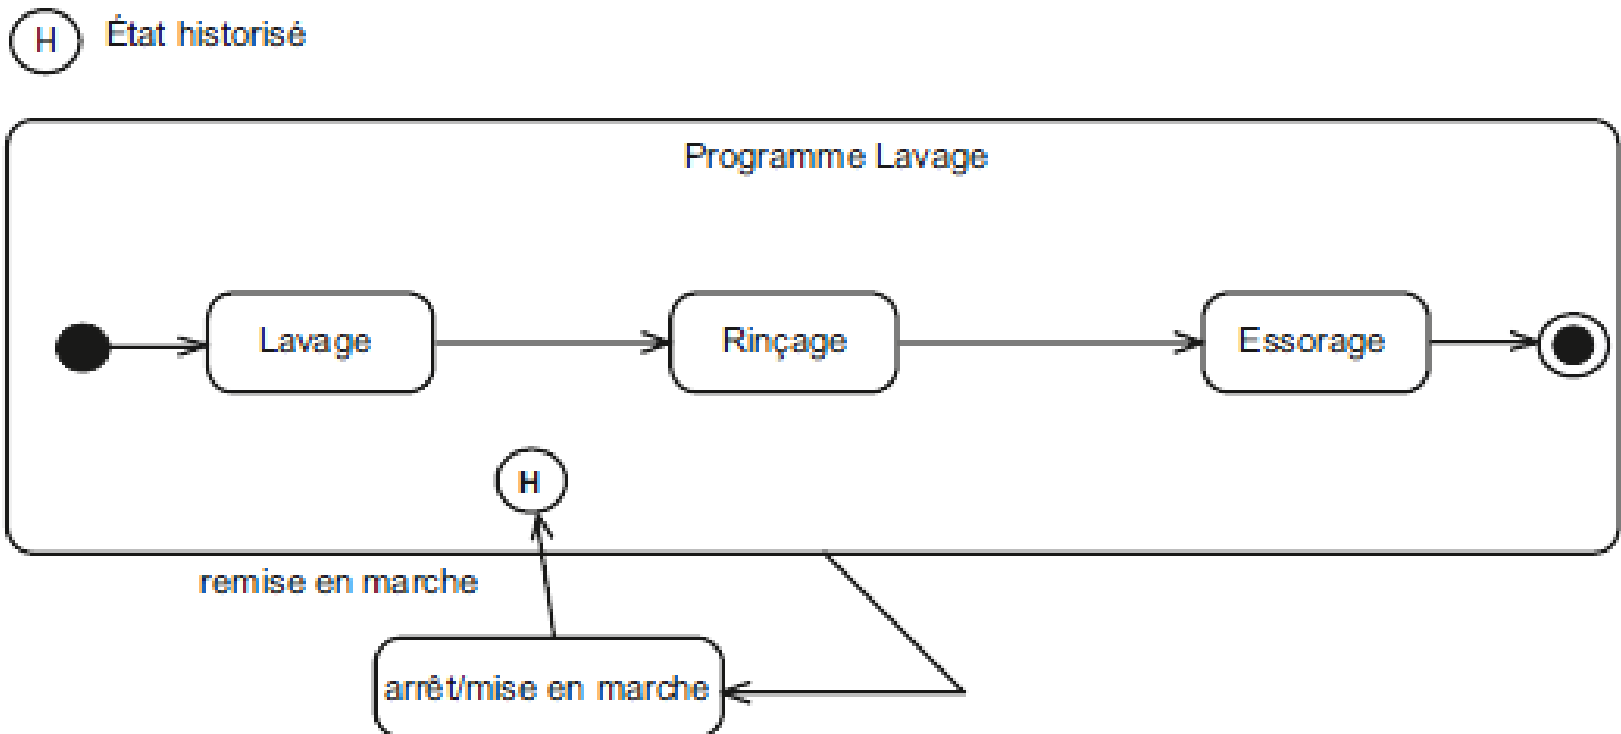 H État historisé
Programme Lavage
Lavage
Rinçage
Essorage
H
remise en marche
arrêt/mise en marche